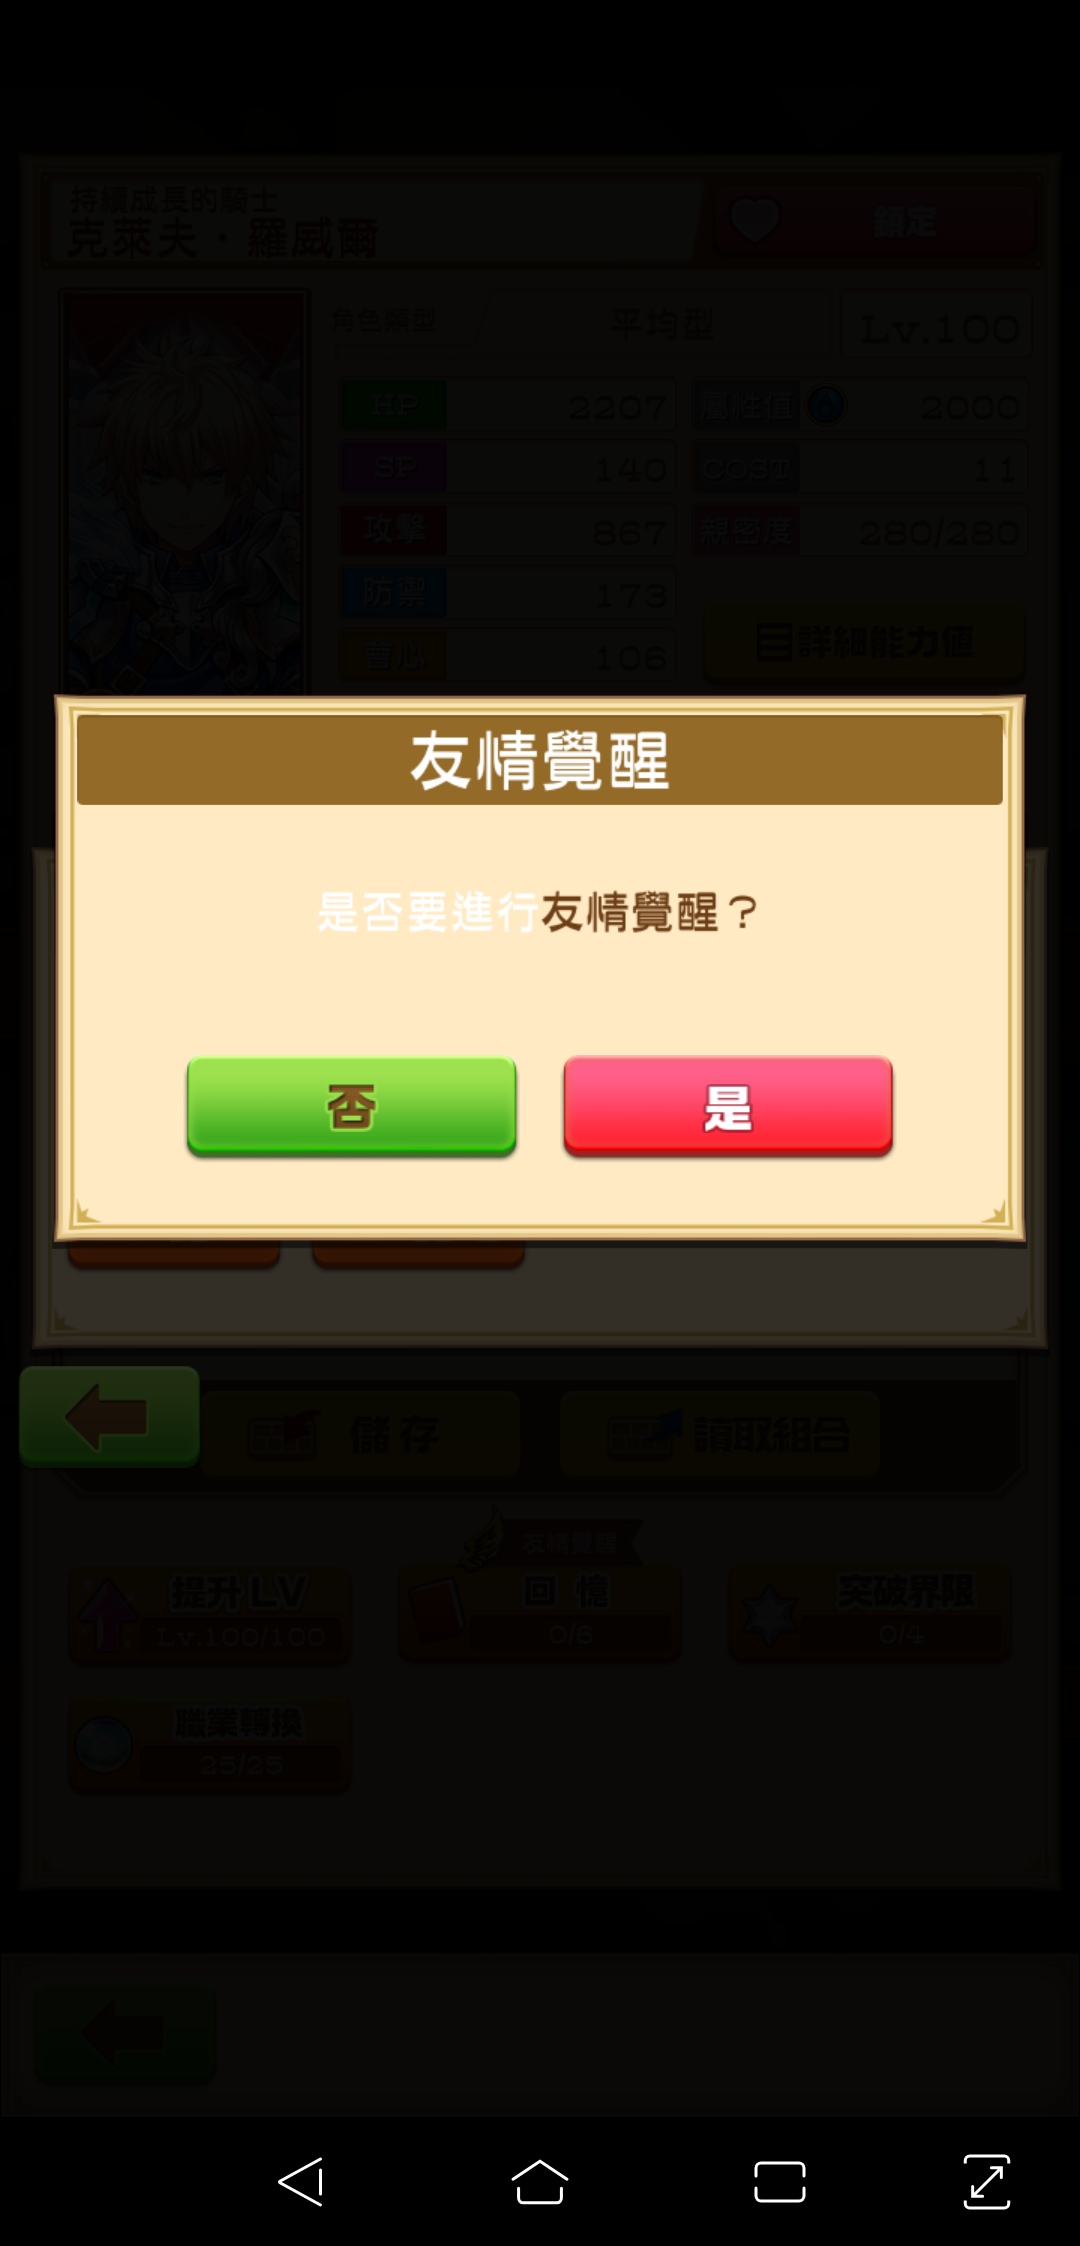 持續成長的騎士
克萊夫・羅威爾
鎖定
角色類型
平均型
Lv.100
HP
2207
屬性值
2000
SP
140
COST
11
攻擊
867
親密度
280/280
防禦
173
會心
106
詳細能力值
友情覺醒
是否要進行友情覺醒？
否
是
儲存
讀取組合
友情覺醒
提升LV
Lv.100/100
回憶
0/6
突破界限
0/4
職業轉換
25/25